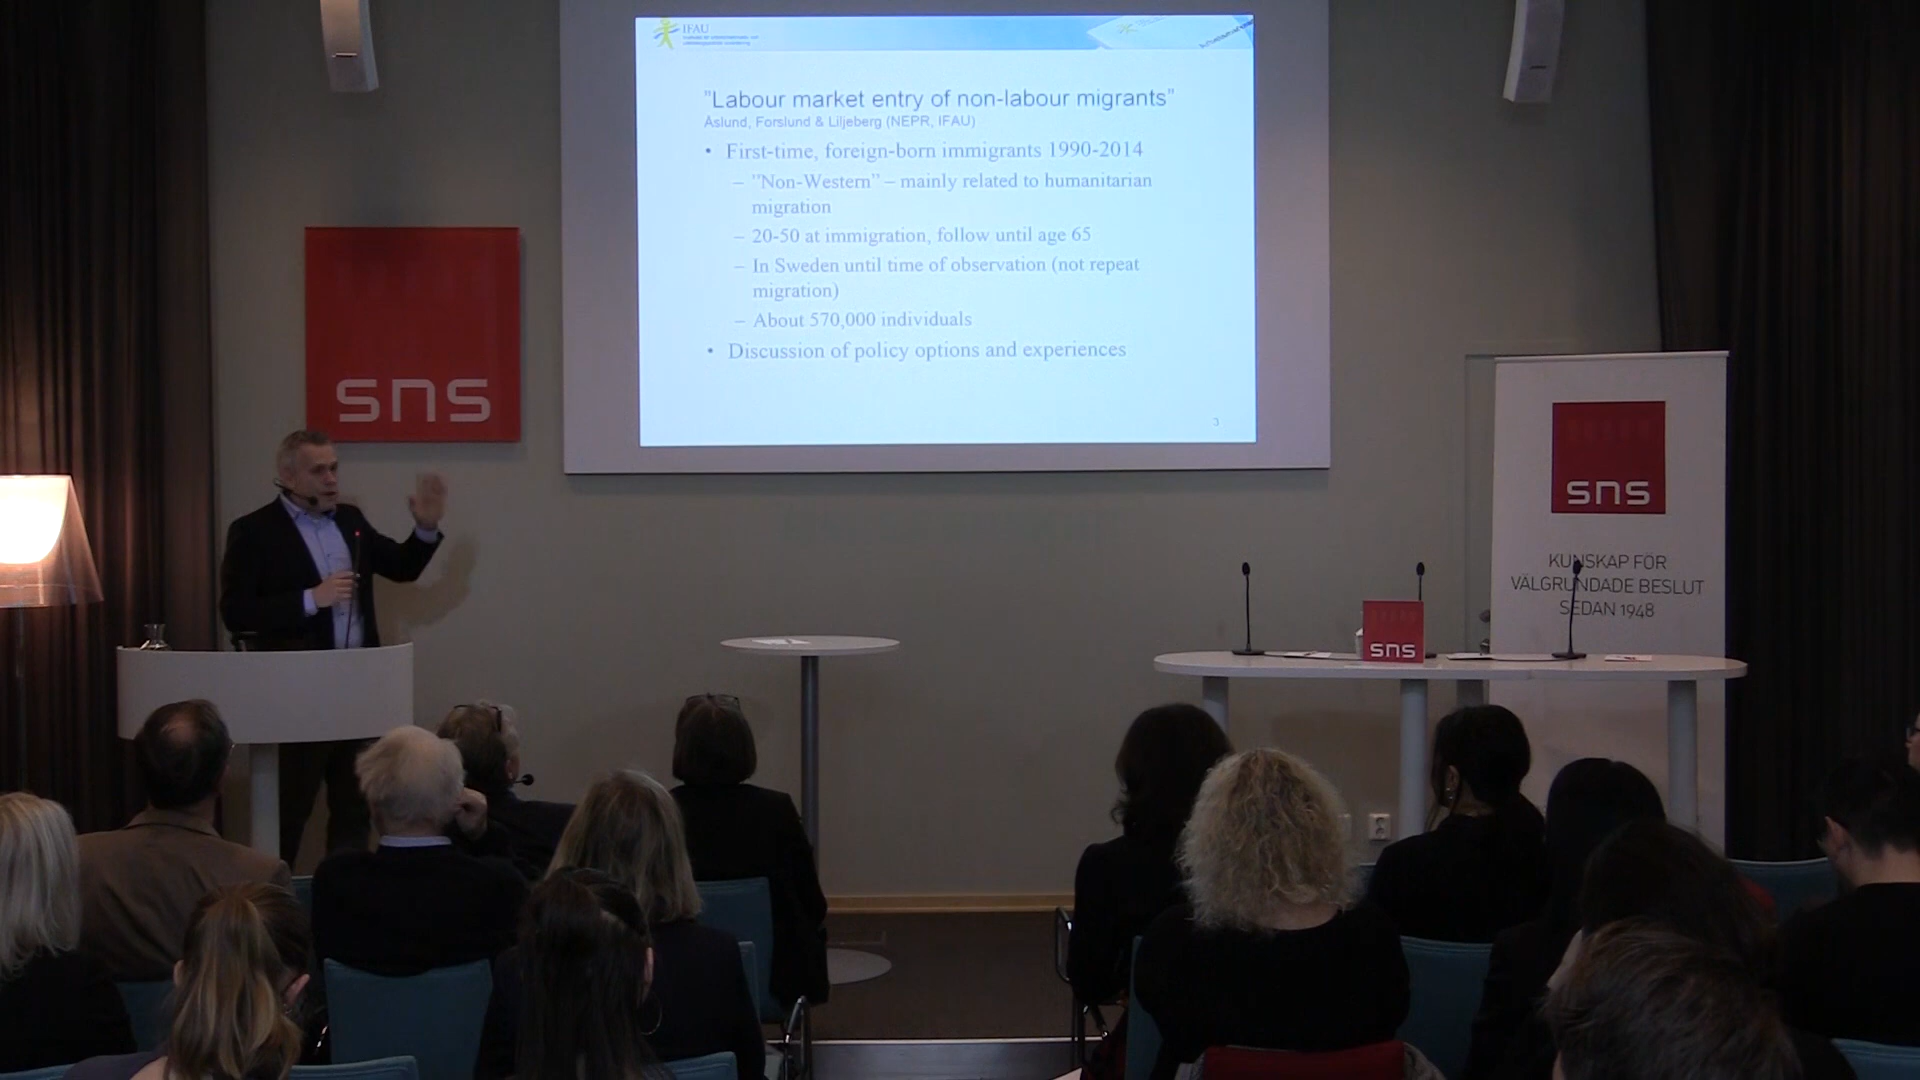 IFAU
"Labour market entry of non-labour migrants"
Åslund, Forslund & Liljeberg (NEPR, IFAU)
• First-time, foreign-born immigrants 1990-2014
– "Non-Western" – mainly related to humanitarian
migration
– 20-50 at immigration, follow until age 65
– In Sweden until time of observation (not repeat
migration)
– About 570,000 individuals
• Discussion of policy options and experiences
3
sns
sns
KUNSKAP FÖR
VÄLGRUNDADE BESLUT
SEDAN 1948
sns